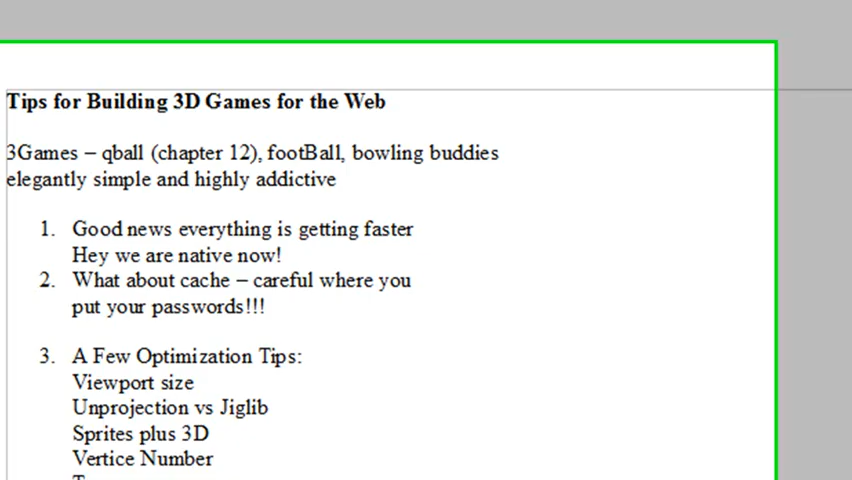 Tips for Building 3D Games for the Web
3Games – qball (chapter 12), footBall, bowling buddies
elegantly simple and highly addictive
1. Good news everything is getting faster
Hey we are native now!
2. What about cache – careful where you
put your passwords!!!
3. A Few Optimization Tips:
Viewport size
Unprojection vs Jiglib
Sprites plus 3D
Vertice Number